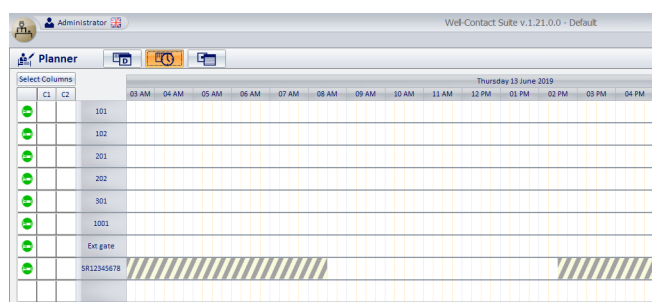 Administrator
Well-Contact Suite v-1.21.0.0 - Default
Planner
D
Select Columns
Thursday 13 June 2019
C1 C2 03 AM 04 AM 05 AM 06 AM 07 AM 08 AM 09 AM 10 AM 11 AM 12 PM 01 PM 02 PM 03 PM 04 PM
101
102
201
202
301
1001
Ext gate
SR12345678